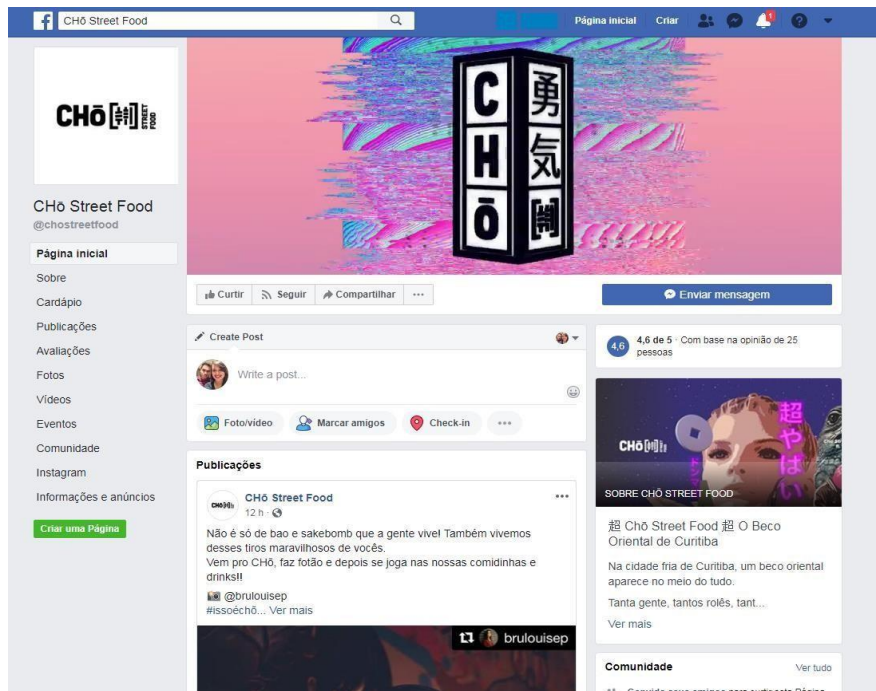 CHō Street Food
Página inicial
Criar
1
CHō
STREET FOOD
C
H
ō
勇
気
CHō Street Food
@chostreetfood
Página inicial
Sobre
Cardápio
Publicações
Avaliações
Fotos
Vídeos
Eventos
Comunidade
Instagram
Informações e anúncios
Criar uma Página
Curtir
Seguir
Compartilhar
Enviar mensagem
Create Post
Write a post...
Foto/vídeo
Marcar amigos
Check-in
Publicações
CHō Street Food
12 h
Não é só de bao e sakebomb que a gente vive! Também vivemos
desses tiros maravilhosos de vocês.
Vem pro CHō, faz fotão e depois se joga nas nossas comidinhas e
drinks!!
@brulouisep
#issoéchō... Ver mais
brulouisep
4,6
4,6 de 5 · Com base na opinião de 25
pessoas
CHō
超やばい
SOBRE CHŌ STREET FOOD
超 Chō Street Food 超 O Beco
Oriental de Curitiba
Na cidade fria de Curitiba, um beco oriental
aparece no meio do tudo.
Tanta gente, tantos rolês, tant...
Ver mais
Comunidade
Ver tudo